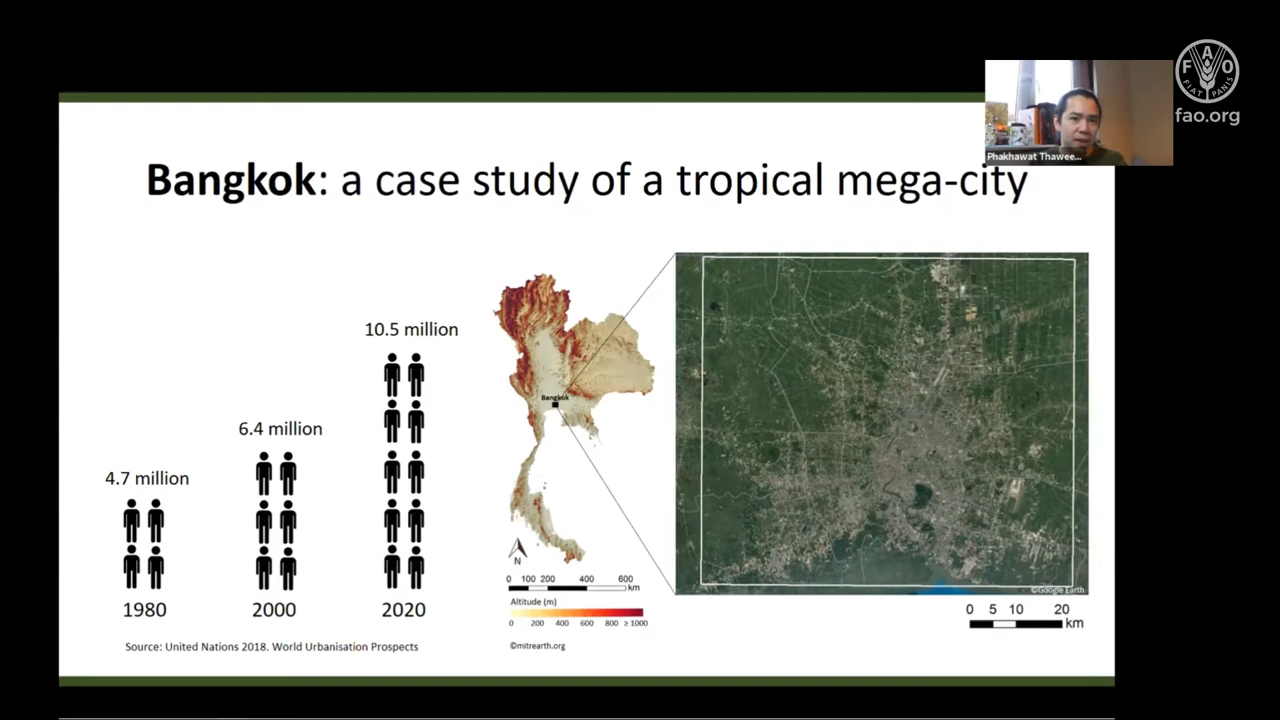 FAO
FIAT PANIS
fao.org
Phakhawat Thawee...
Bangkok: a case study of a tropical mega-city
10.5 million
6.4 million
4.7 million
1980
2000
2020
Source: United Nations 2018. World Urbanisation Prospects
Bangkok
N
0 100 200 400 600
km
Altitude (m)
0 200 400 600 800 ≥ 1000
©mitrearth.org
©Google Earth
0 5 10 20
km